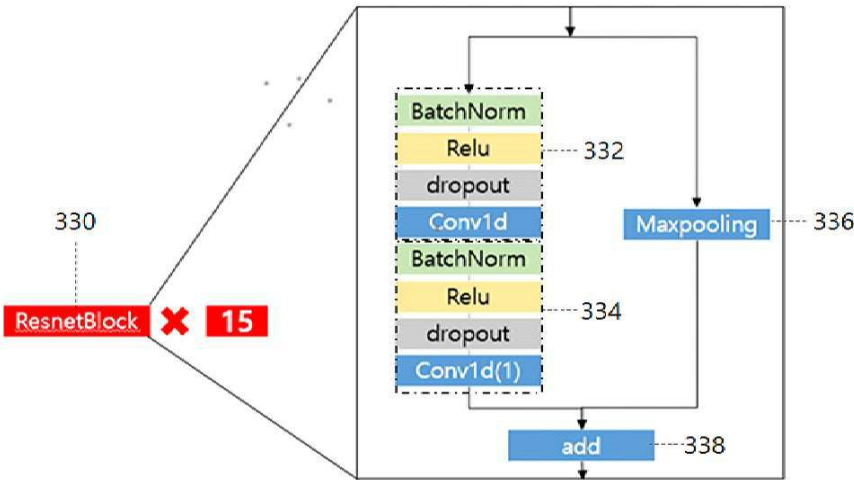 BatchNorm
Relu
332
dropout
330
Conv1d
Maxpooling
336
BatchNorm
Relu
334
ResnetBlock ✖ 15
dropout
Conv1d(1)
add
338